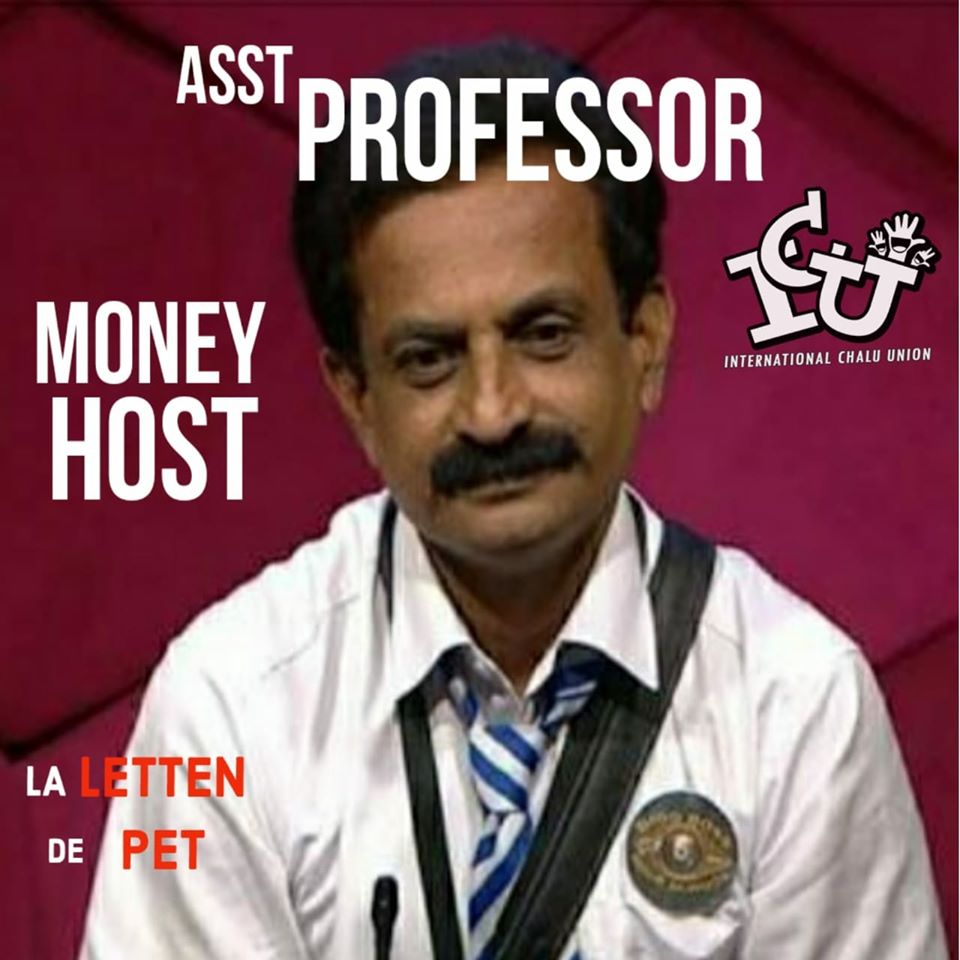 ASST
PROFESSOR
I.C.U
INTERNATIONAL CHALU UNION
MONEY
HOST
LA LETTEN
DE PET